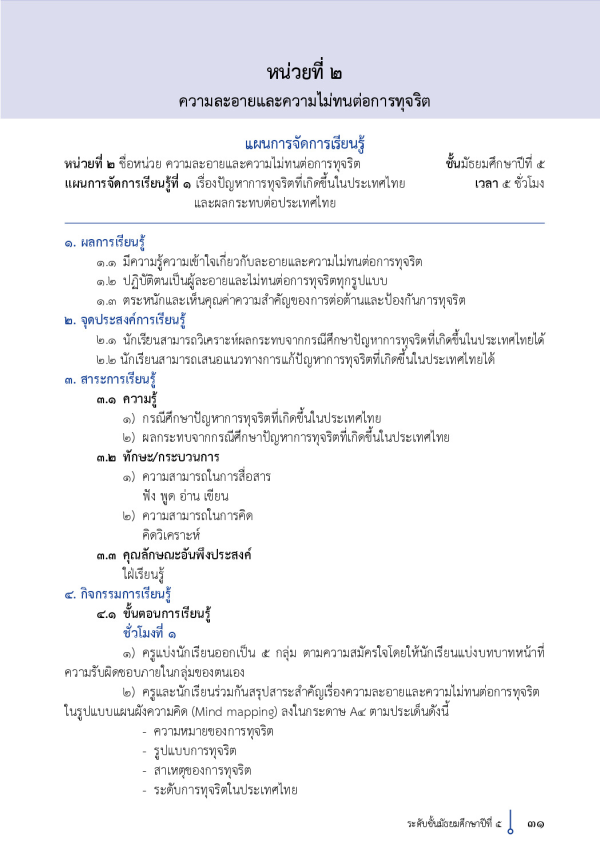 หน่วยที่ ๒
ความละอายและความไม่ทนต่อการทุจริต
แผนการจัดการเรียนรู้
หน่วยที่ ๒ ชื่อหน่วย ความละอายและความไม่ทนต่อการทุจริต ชั้นมัธยมศึกษาปีที่ ๕
แผนการจัดการเรียนรู้ที่ ๑ เรื่องปัญหาการทุจริตที่เกิดขึ้นในประเทศไทย เวลา ๕ ชั่วโมง
และผลกระทบต่อประเทศไทย
๑. ผลการเรียนรู้
๑.๑ มีความรู้ความเข้าใจเกี่ยวกับละอายและความไม่ทนต่อการทุจริต
๑.๒ ปฏิบัติตนเป็นผู้ละอายและไม่ทนต่อการทุจริตทุกรูปแบบ
๑.๓ ตระหนักและเห็นคุณค่าความสำคัญของการต่อต้านและป้องกันการทุจริต
๒. จุดประสงค์การเรียนรู้
๒.๑ นักเรียนสามารถวิเคราะห์ผลกระทบจากกรณีศึกษาปัญหาการทุจริตที่เกิดขึ้นในประเทศไทยได้
๒.๒ นักเรียนสามารถเสนอแนวทางการแก้ปัญหาการทุจริตที่เกิดขึ้นในประเทศไทยได้
๓. สาระการเรียนรู้
๓.๑ ความรู้
๑) กรณีศึกษาปัญหาการทุจริตที่เกิดขึ้นในประเทศไทย
๒) ผลกระทบจากกรณีศึกษาปัญหาการทุจริตที่เกิดขึ้นในประเทศไทย
๓.๒ ทักษะ/กระบวนการ
๑) ความสามารถในการสื่อสาร
ฟัง พูด อ่าน เขียน
๒) ความสามารถในการคิด
คิดวิเคราะห์
๓.๓ คุณลักษณะอันพึงประสงค์
ใฝ่เรียนรู้
๔. กิจกรรมการเรียนรู้
๔.๑ ขั้นตอนการเรียนรู้
ชั่วโมงที่ ๑
๑) ครูแบ่งนักเรียนออกเป็น ๕ กลุ่ม ตามความสมัครใจโดยให้นักเรียนแบ่งบทบาทหน้าที่
ความรับผิดชอบภายในกลุ่มของตนเอง
๒) ครูและนักเรียนร่วมกันสรุปสาระสำคัญเรื่องความละอายและความไม่ทนต่อการทุจริต
ในรูปแบบแผนผังความคิด (Mind mapping) ลงในกระดาษ A๔ ตามประเด็นดังนี้
- ความหมายของการทุจริต
- รูปแบบการทุจริต
- สาเหตุของการทุจริต
- ระดับการทุจริตในประเทศไทย
ระดับชั้นมัธยมศึกษาปีที่ ๕ ๓๑